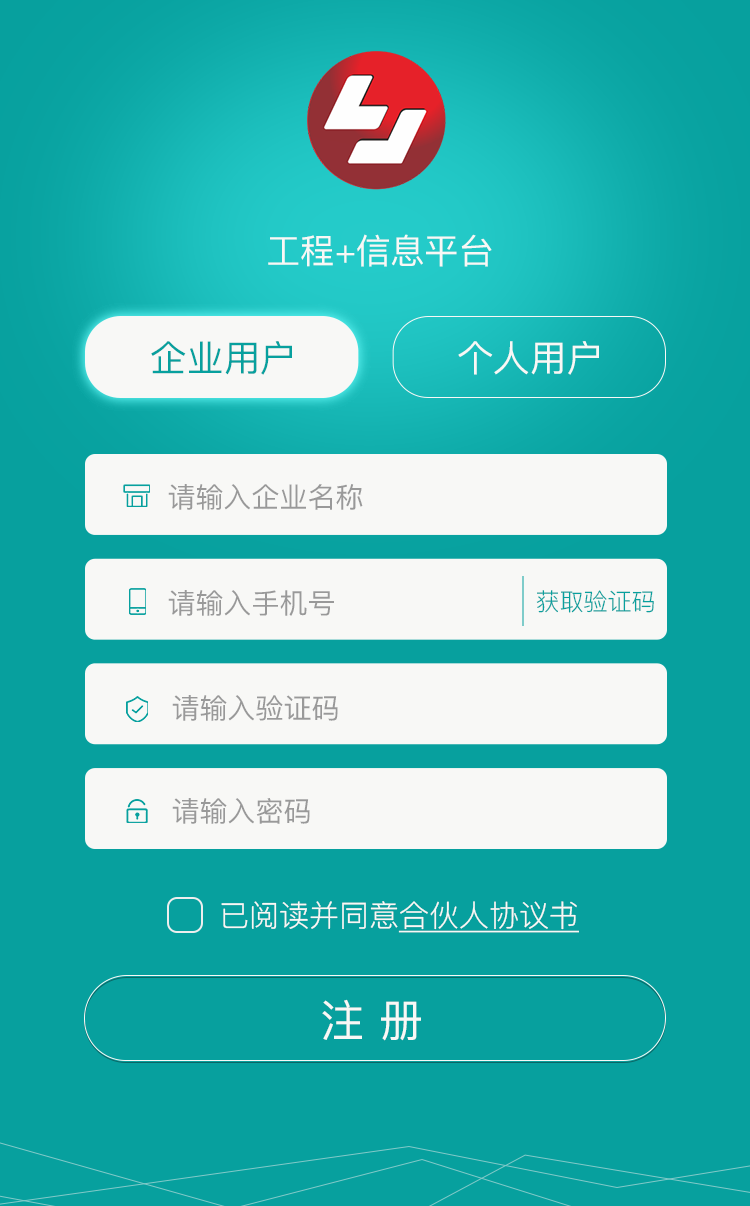 工程+信息平台
企业用户 个人用户
请输入企业名称
请输入手机号 获取验证码
请输入验证码
请输入密码
已阅读并同意合伙人协议书
注 册